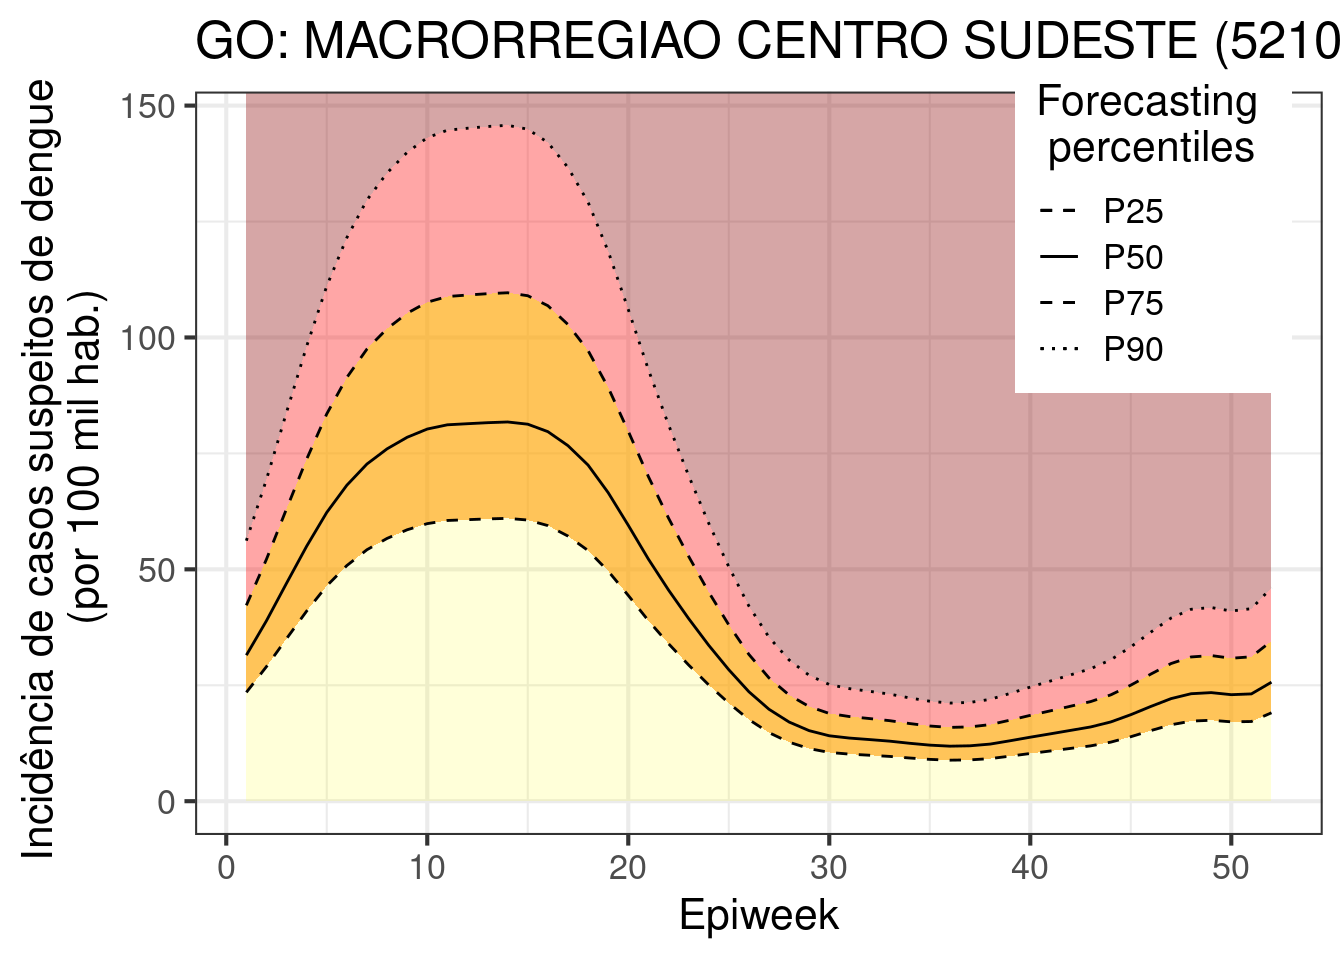 GO: MACRORREGIAO CENTRO SUDESTE (5210
Incidência de casos suspeitos de dengue
(por 100 mil hab.)
150
100
50
0
Forecasting
percentiles
P25
P50
P75
P90
0 10 20 30 40 50
Epiweek